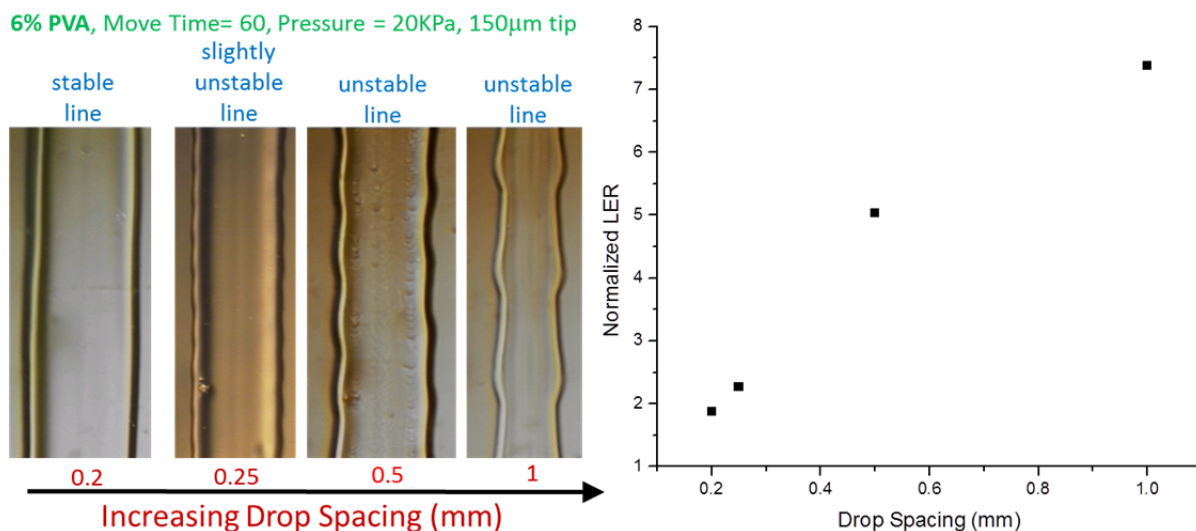 6% PVA, Move Time= 60, Pressure = 20KPa, 150µm tip
stable
line
slightly
unstable
line
unstable
line
unstable
line
0.2
0.25
0.5
1
Increasing Drop Spacing (mm)
8
7
6
5
4
3
2
1
Normalized LER
0.2
0.4
0.6
0.8
1.0
Drop Spacing (mm)